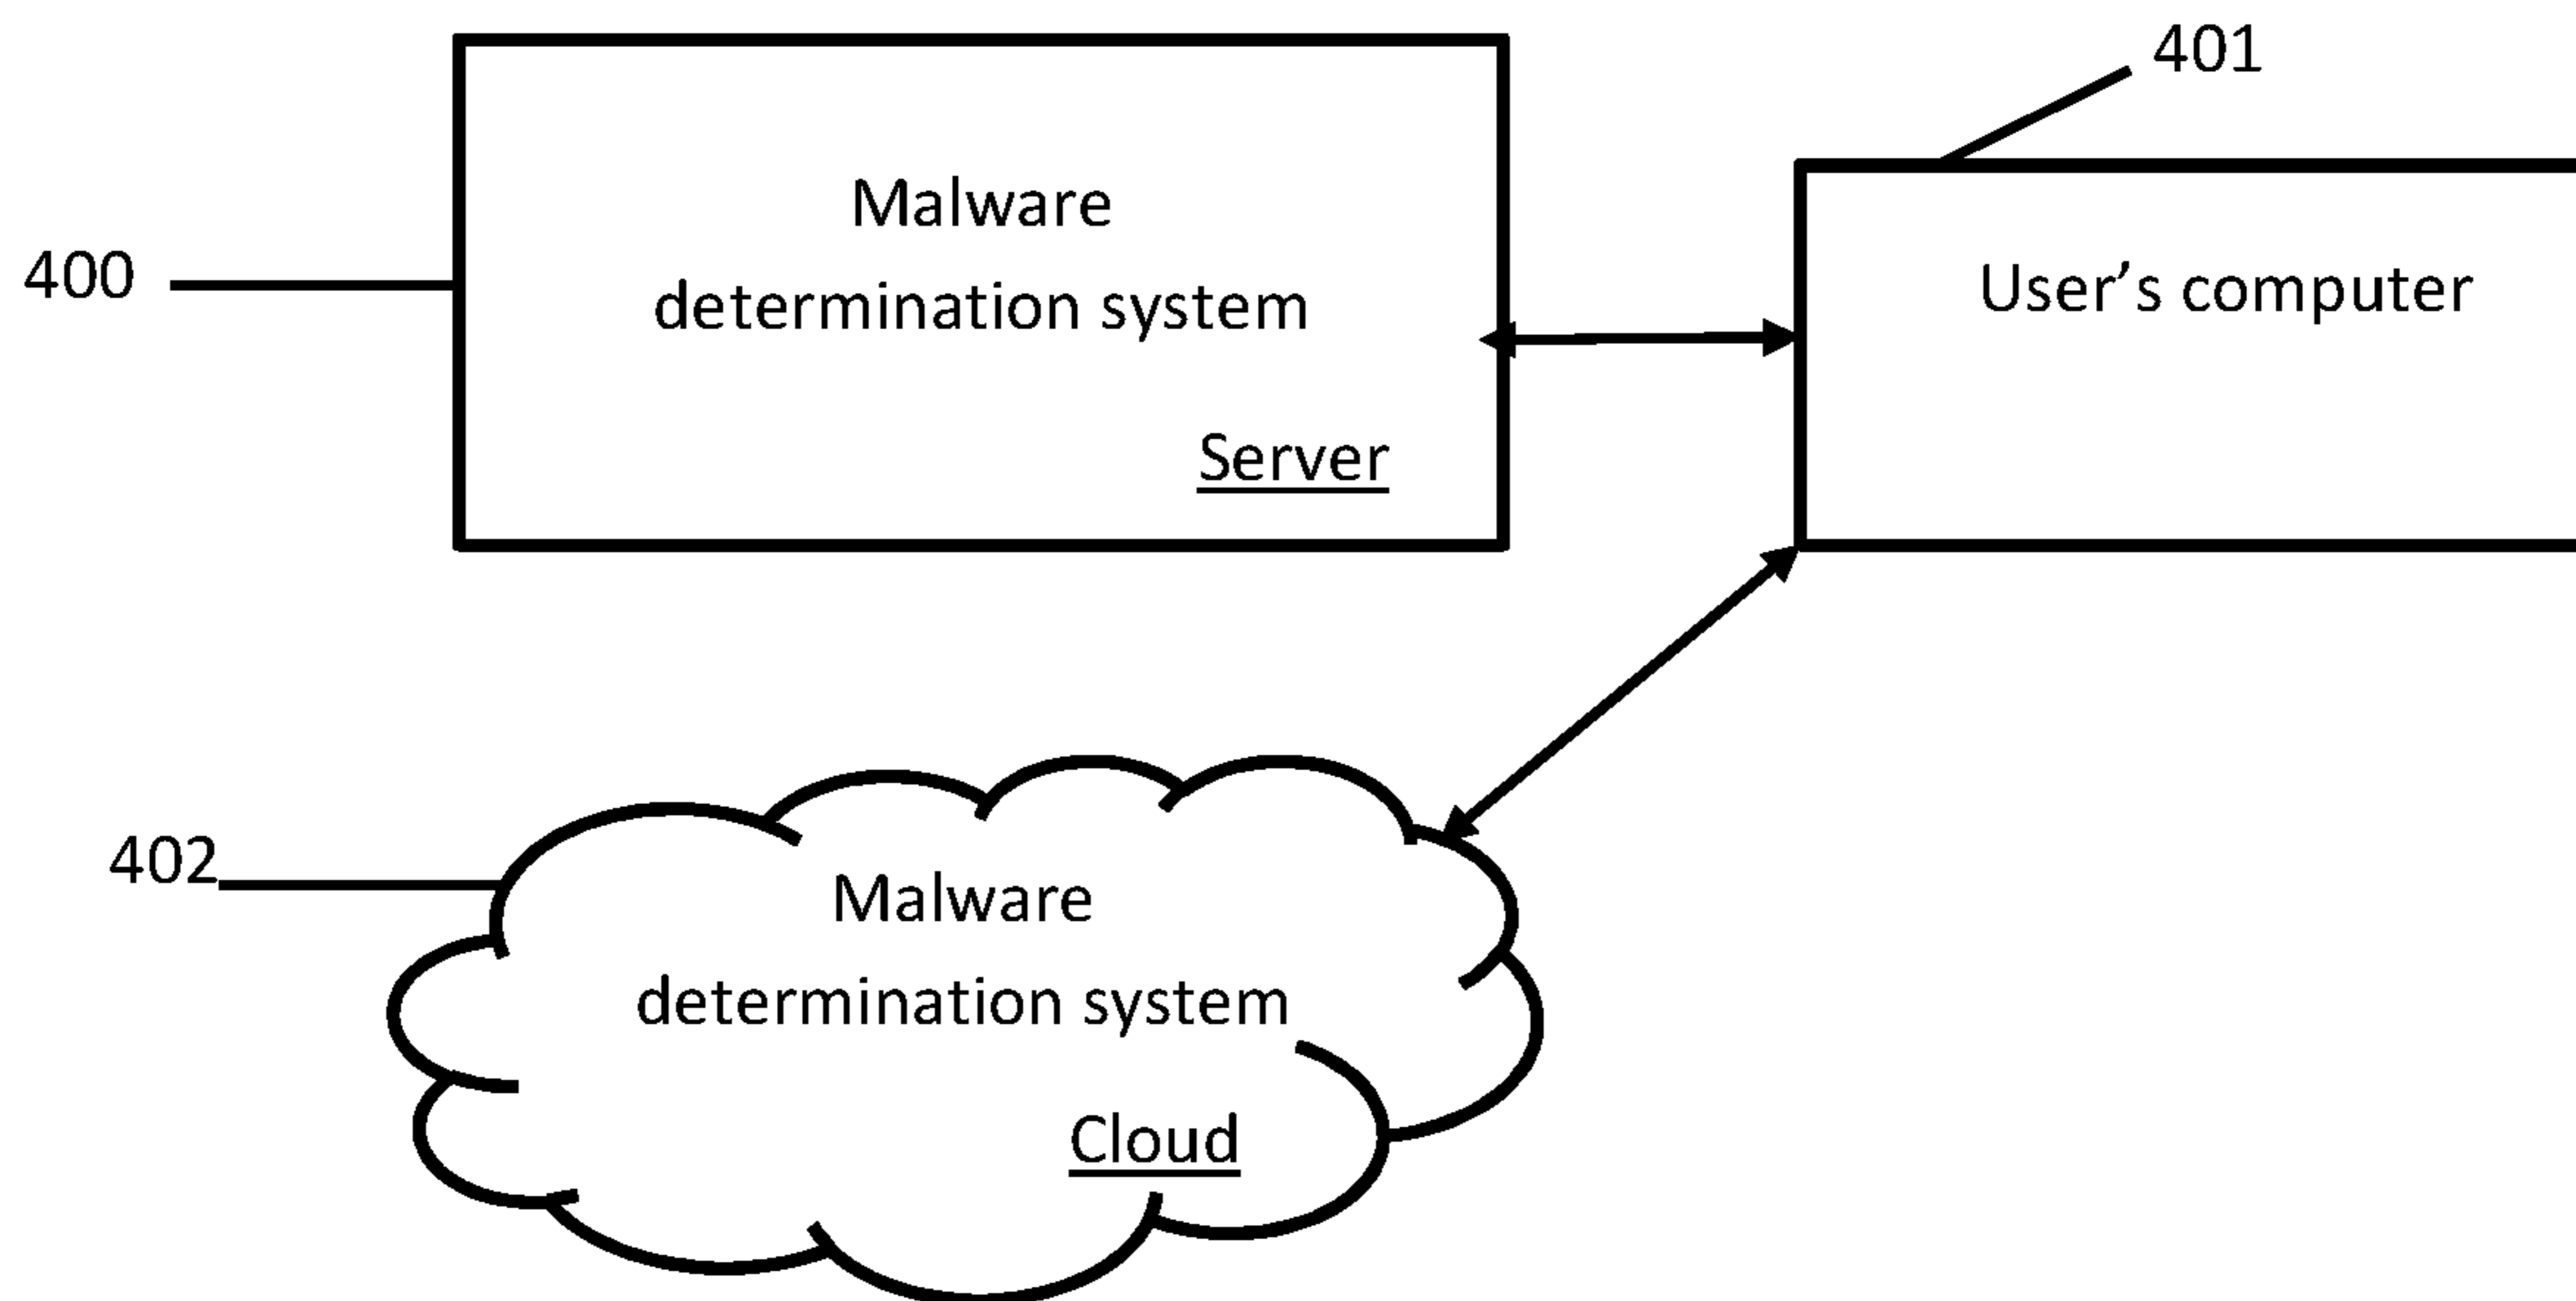 401
400
Malware
determination system
Server
User’s computer
402
Malware
determination system
Cloud